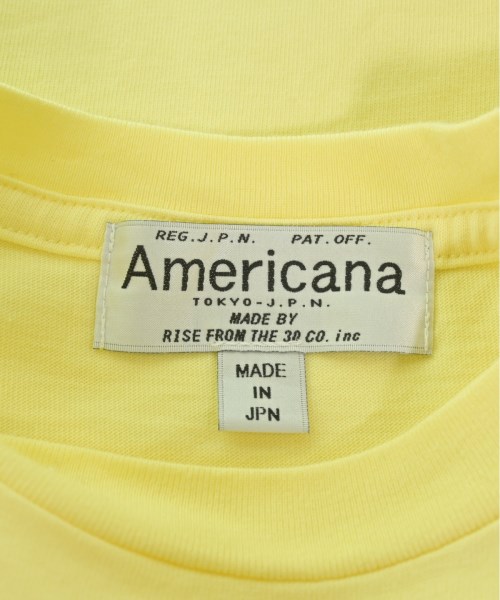 REG.J.P.N. PAT.OFF.
Americana
TOKYO-J.P.N.
MADE BY
RISE FROM THE 30 CO. inc
MADE
IN
JPN